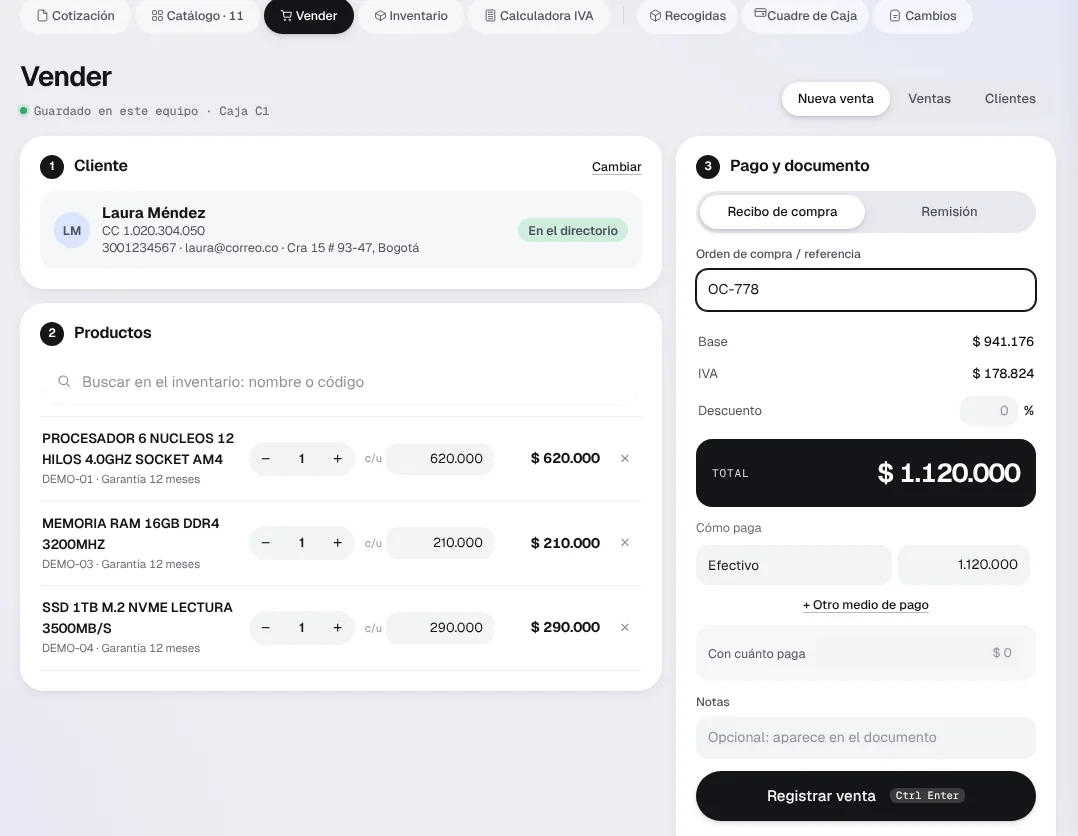 Cotización
Catálogo · 11
Vender
Inventario
Calculadora IVA
Recogidas
Cuadre de Caja
Cambios
Vender
Guardado en este equipo · Caja C1
Nueva venta
Ventas
Clientes
1 Cliente
Cambiar
LM
Laura Méndez
CC 1.020.304.050
3001234567 · laura@correo.co · Cra 15 # 93-47, Bogotá
En el directorio
2 Productos
Buscar en el inventario: nombre o código
PROCESADOR 6 NUCLEOS 12
HILOS 4.0GHZ SOCKET AM4
DEMO-01 · Garantía 12 meses
− 1 + c/u 620.000 $ 620.000 ×
MEMORIA RAM 16GB DDR4
3200MHZ
DEMO-03 · Garantía 12 meses
− 1 + c/u 210.000 $ 210.000 ×
SSD 1TB M.2 NVME LECTURA
3500MB/S
DEMO-04 · Garantía 12 meses
− 1 + c/u 290.000 $ 290.000 ×
3 Pago y documento
Recibo de compra
Remisión
Orden de compra / referencia
OC-778
Base $ 941.176
IVA $ 178.824
Descuento 0 %
TOTAL $ 1.120.000
Cómo paga
Efectivo 1.120.000
+ Otro medio de pago
Con cuánto paga $ 0
Notas
Opcional: aparece en el documento
Registrar venta Ctrl Enter